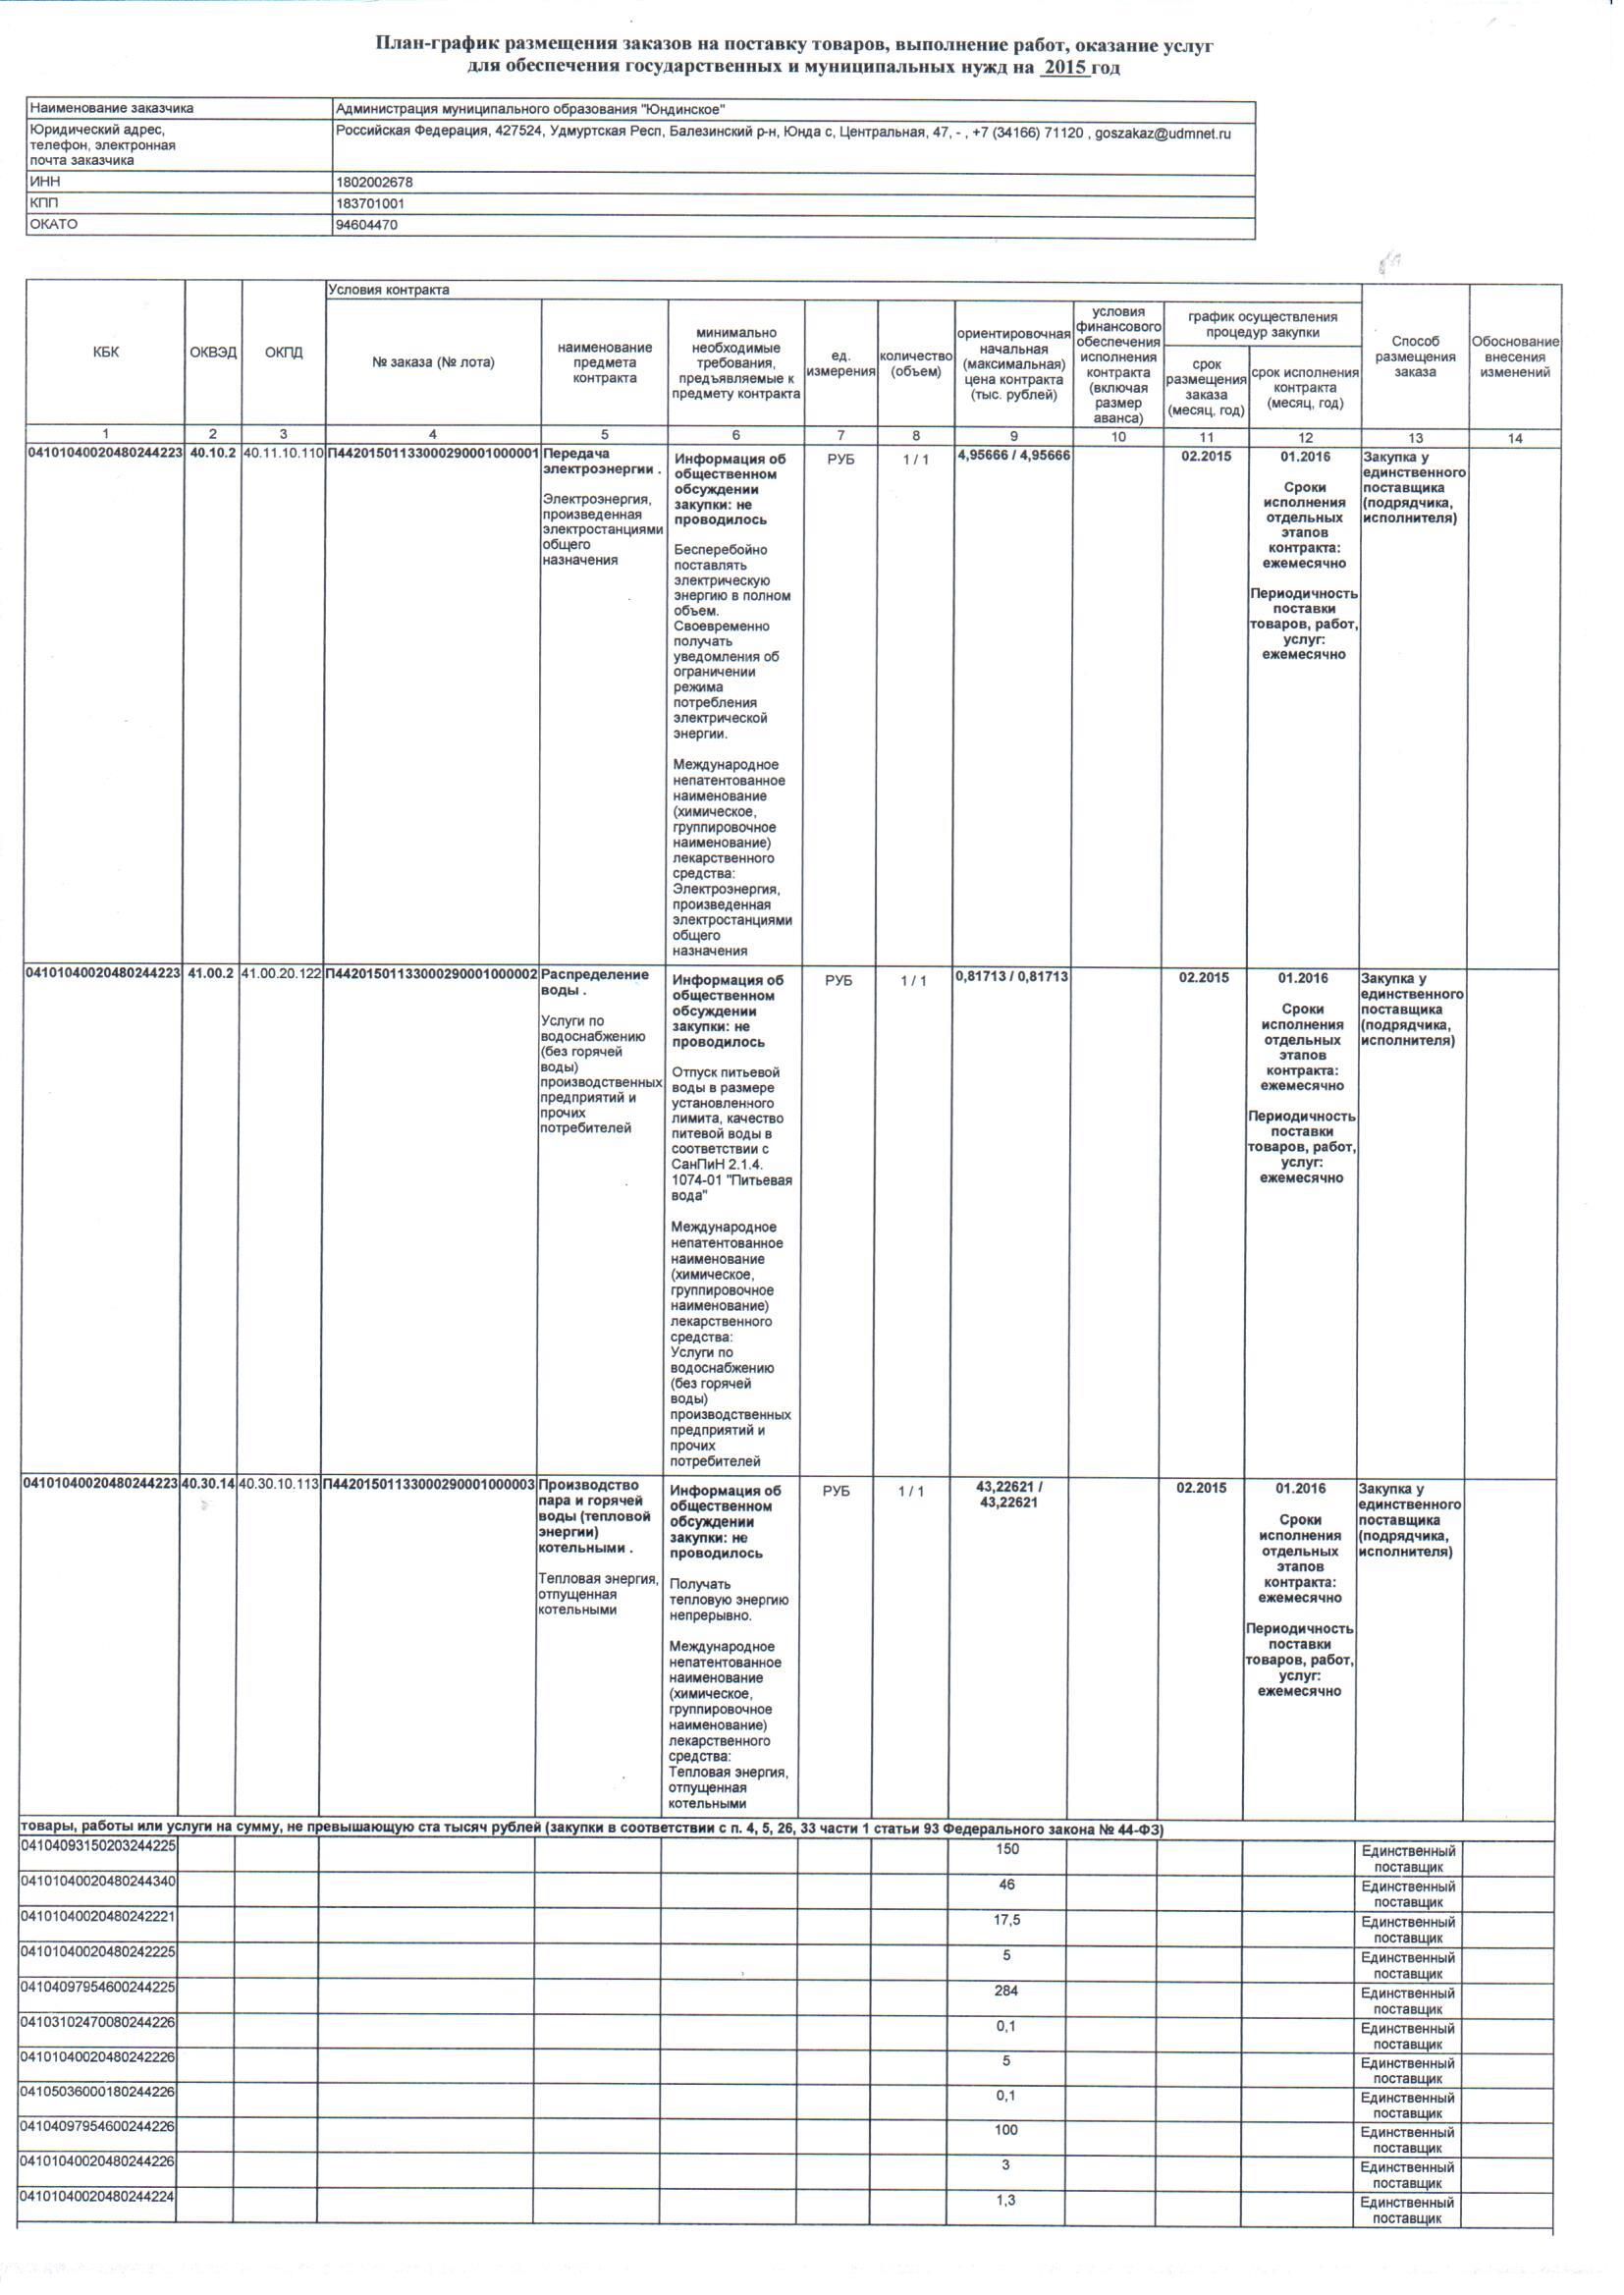 План-график размещения заказов на поставку товаров, выполнение работ, оказание услуг
для обеспечения государственных и муниципальных нужд на 2015 год
Наименование заказчика Администрация муниципального образования "Юндинское"
Юридический адрес,
телефон, электронная
почта заказчика
Российская Федерация, 427524, Удмуртская Респ, Балезинский р-н, Юнда с, Центральная, 47, - , +7 (34166) 71120 , goszakaz@udmnet.ru
ИНН 1802002678
КПП 183701001
ОКАТО 94604470
КБК
ОКВЭД
ОКПД
Условия контракта
№ заказа (№ лота)
наименование
предмета
контракта
минимально
необходимые
требования,
предъявляемые к
предмету контракта
ед.
измерения
количество
(объем)
ориентировочная
начальная
(максимальная)
цена контракта
(тыс. рублей)
условия
финансового
обеспечения
исполнения
контракта
(включая
размер
аванса)
график осуществления
процедур закупки
срок
размещения
заказа
(месяц, год)
срок исполнения
контракта
(месяц, год)
Способ
размещения
заказа
Обоснование
внесения
изменений
1 2 3 4 5 6 7 8 9 10 11 12 13 14
04101040020480244223
40.10.2
40.11.10.110
П44201501133000290001000001
Передача
электроэнергии .
Электроэнергия,
произведенная
электростанциями
общего
назначения
Информация об
общественном
обсуждении
закупки: не
проводилось
Бесперебойно
поставлять
электрическую
энергию в полном
объем.
Своевременно
получать
уведомления об
ограничении
режима
потребления
электрической
энергии.
Международное
непатентованное
наименование
(химическое,
группировочное
наименование)
лекарственного
средства:
Электроэнергия,
произведенная
электростанциями
общего
назначения
РУБ
1 / 1
4,95666 / 4,95666
02.2015
01.2016
Сроки
исполнения
отдельных
этапов
контракта:
ежемесячно
Периодичность
поставки
товаров, работ,
услуг:
ежемесячно
Закупка у
единственного
поставщика
(подрядчика,
исполнителя)
04101040020480244223
41.00.2
41.00.20.122
П44201501133000290001000002
Распределение
воды .
Услуги по
водоснабжению
(без горячей
воды)
производственных
предприятий и
прочих
потребителей
Информация об
общественном
обсуждении
закупки: не
проводилось
Отпуск питьевой
воды в размере
установленного
лимита, качество
питевой воды в
соответствии с
СанПиН 2.1.4.
1074-01 "Питьевая
вода"
Международное
непатентованное
наименование
(химическое,
группировочное
наименование)
лекарственного
средства:
Услуги по
водоснабжению
(без горячей
воды)
производственных
предприятий и
прочих
потребителей
РУБ
1 / 1
0,81713 / 0,81713
02.2015
01.2016
Сроки
исполнения
отдельных
этапов
контракта:
ежемесячно
Периодичность
поставки
товаров, работ,
услуг:
ежемесячно
Закупка у
единственного
поставщика
(подрядчика,
исполнителя)
04101040020480244223
40.30.14
40.30.10.113
П44201501133000290001000003
Производство
пара и горячей
воды (тепловой
энергии)
котельными .
Тепловая энергия,
отпущенная
котельными
Информация об
общественном
обсуждении
закупки: не
проводилось
Получать
тепловую энергию
непрерывно.
Международное
непатентованное
наименование
(химическое,
группировочное
наименование)
лекарственного
средства:
Тепловая энергия,
отпущенная
котельными
РУБ
1 / 1
43,22621 /
43,22621
02.2015
01.2016
Сроки
исполнения
отдельных
этапов
контракта:
ежемесячно
Периодичность
поставки
товаров, работ,
услуг:
ежемесячно
Закупка у
единственного
поставщика
(подрядчика,
исполнителя)
товары, работы или услуги на сумму, не превышающую ста тысяч рублей (закупки в соответствии с п. 4, 5, 26, 33 части 1 статьи 93 Федерального закона № 44-ФЗ)
04104093150203244225 150 Единственный
поставщик
04101040020480244340 46 Единственный
поставщик
04101040020480242221 17,5 Единственный
поставщик
04101040020480242225 5 Единственный
поставщик
04104097954600244225 284 Единственный
поставщик
04103102470080244226 0,1 Единственный
поставщик
04101040020480242226 5 Единственный
поставщик
04105036000180244226 0,1 Единственный
поставщик
04104097954600244226 100 Единственный
поставщик
04101040020480244226 3 Единственный
поставщик
04101040020480244224 1,3 Единственный
поставщик